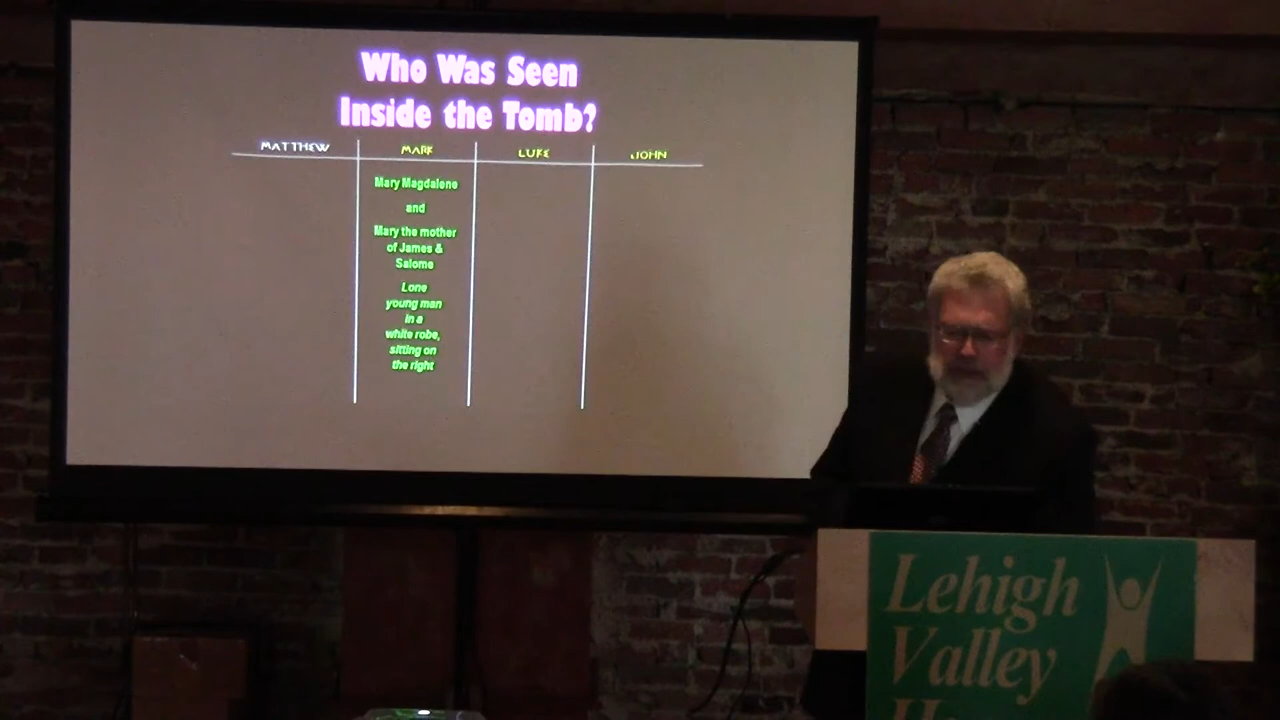 Who Was Seen
Inside the Tomb?
MATTHEW
MARK
LUKE
JOHN
Mary Magdalene
and
Mary the mother
of James &
Salome
Lone
young man
in a
white robe,
sitting on
the right
Lehigh
Valley